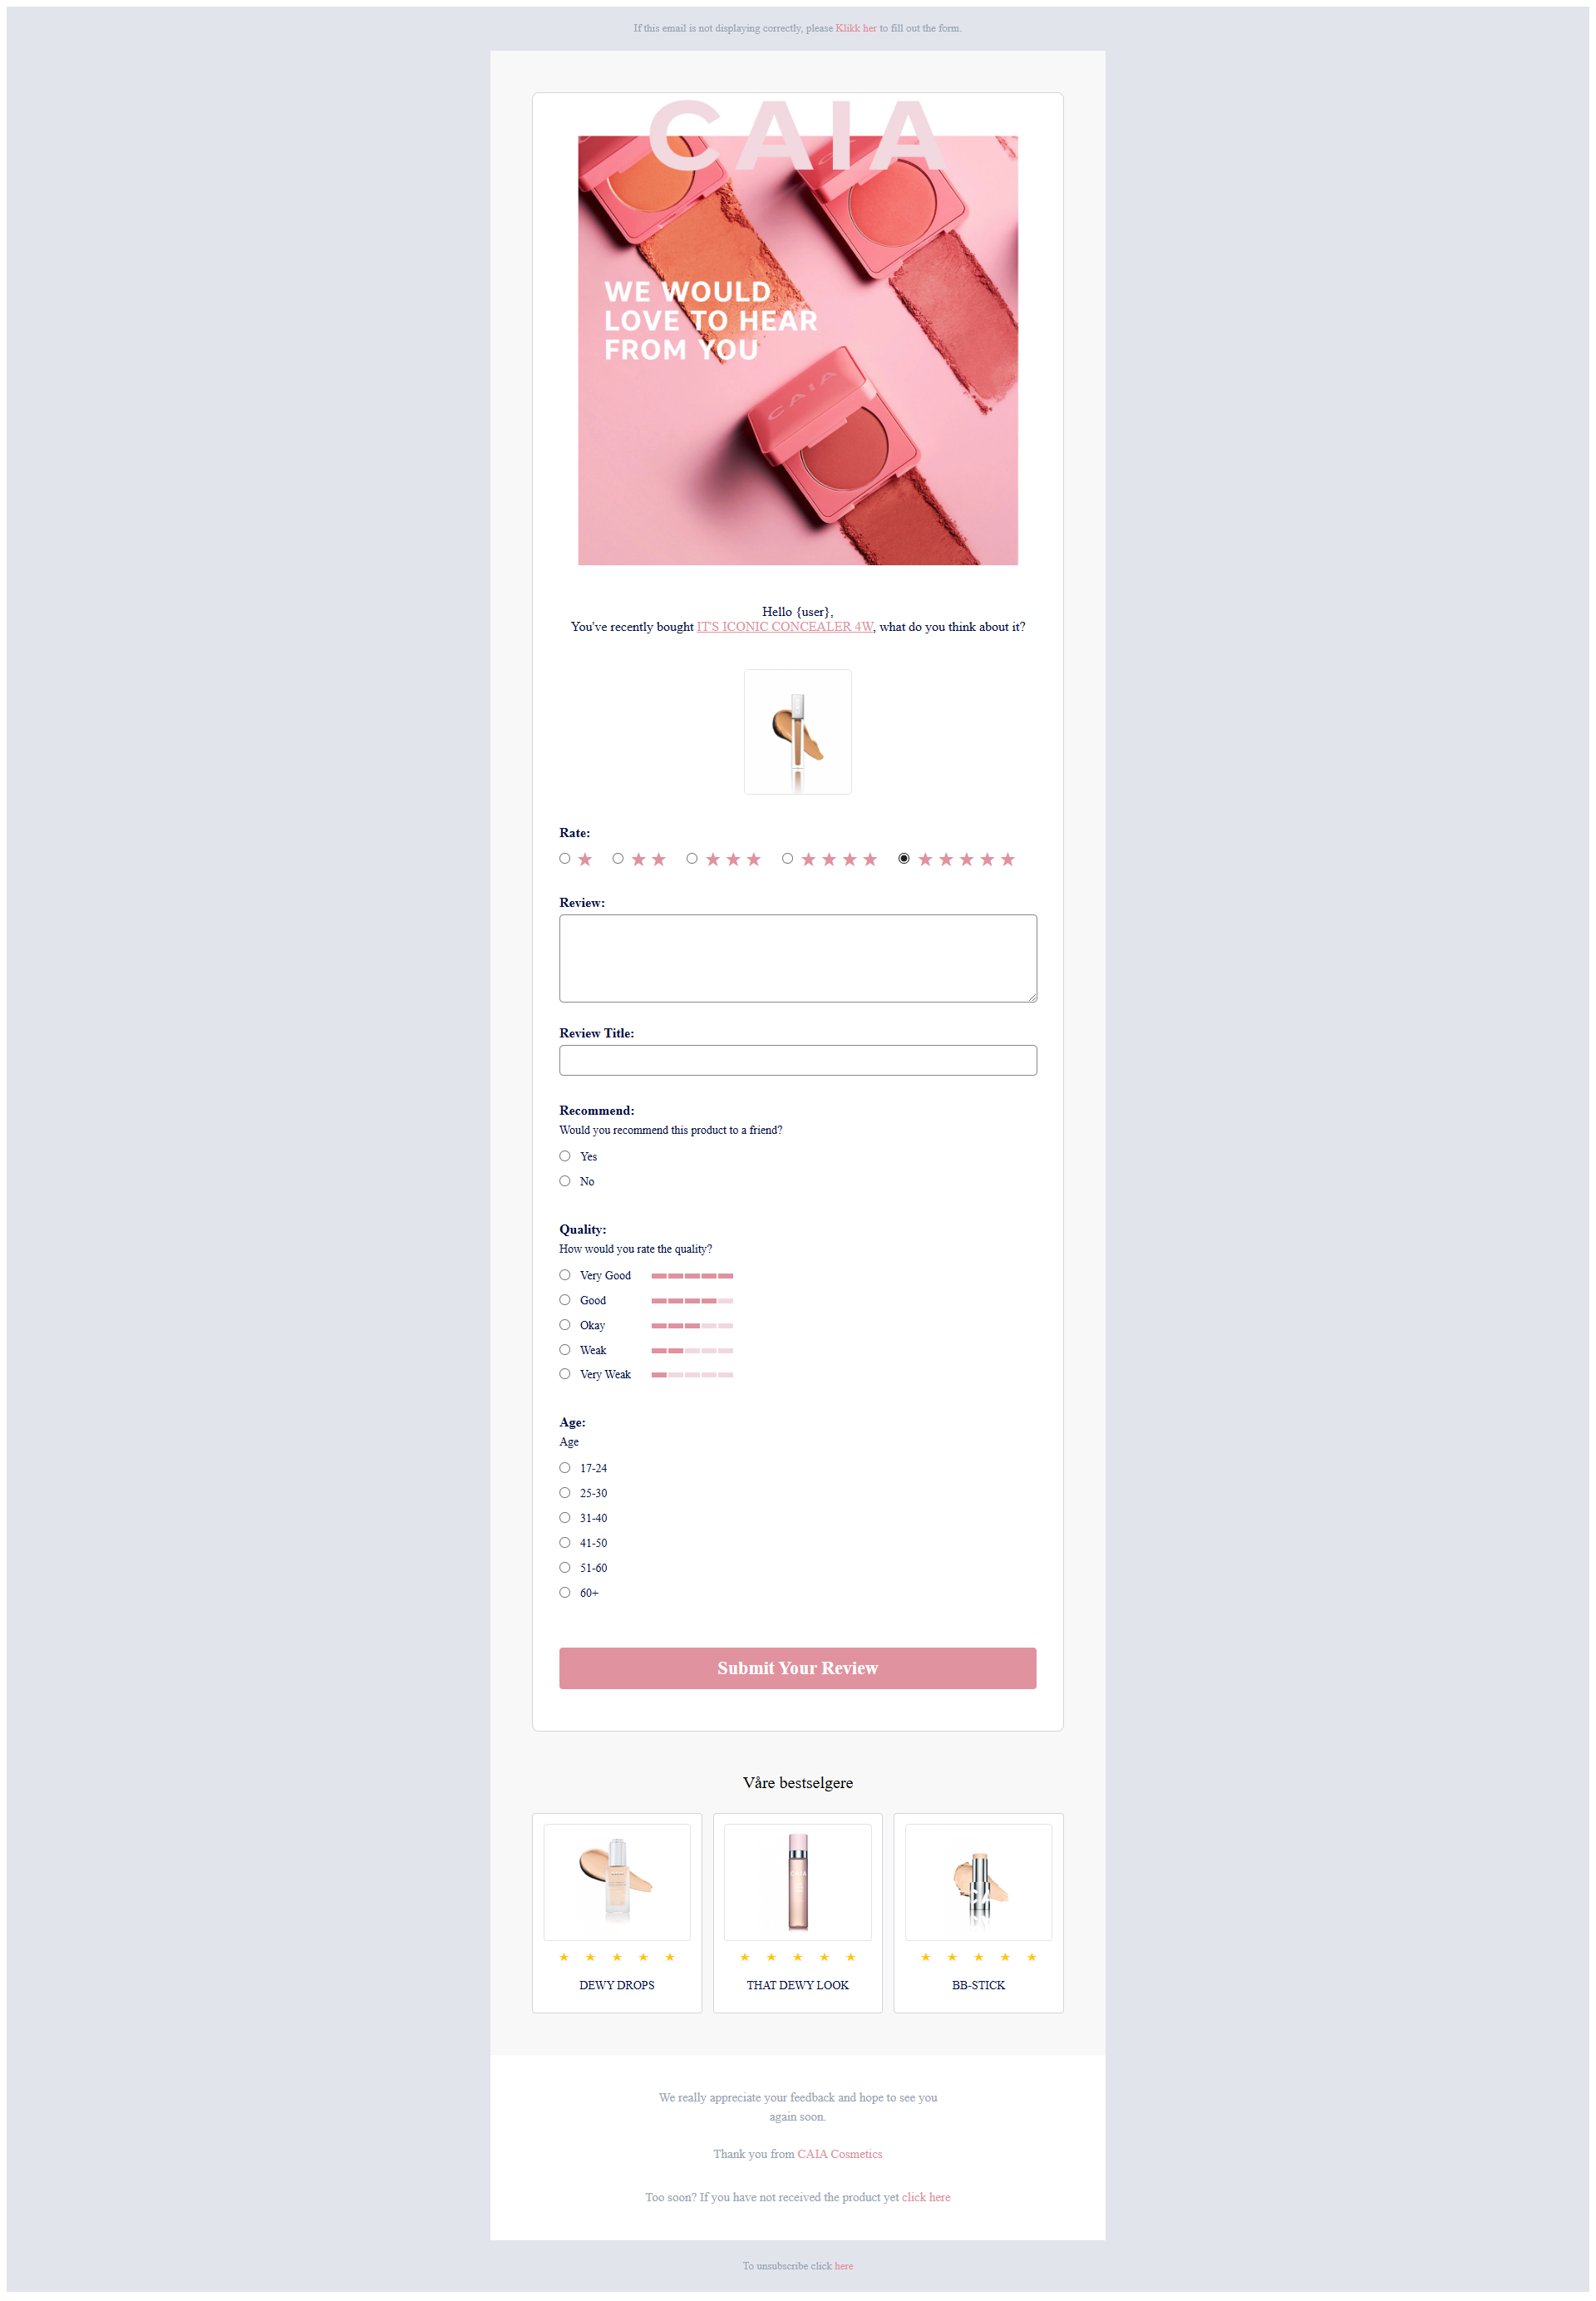 If this email is not displaying correctly, please Klikk her to fill out the form.
CAIA
WE WOULD
LOVE TO HEAR
FROM YOU
CAIA
Hello {user},
You've recently bought IT'S ICONIC CONCEALER 4W, what do you think about it?
Rate:
Review:
Review Title:
Recommend:
Would you recommend this product to a friend?
Yes
No
Quality:
How would you rate the quality?
Very Good
Good
Okay
Weak
Very Weak
Age:
Age
17-24
25-30
31-40
41-50
51-60
60+
Submit Your Review
Våre bestselgere
CAIA
DEWY DROPS
THAT DEWY LOOK
BB-STICK
We really appreciate your feedback and hope to see you
again soon.
Thank you from CAIA Cosmetics
Too soon? If you have not received the product yet click here
To unsubscribe click here